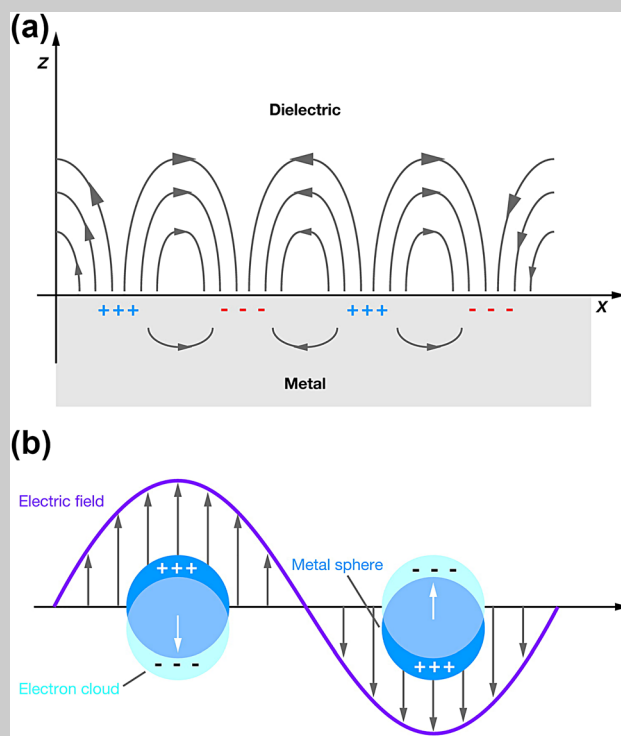 (a)
z
Dielectric
+++ - - - +++ - - -
x
Metal
(b)
Electric field
+++
- - -
Metal sphere
- - -
+++
Electron cloud